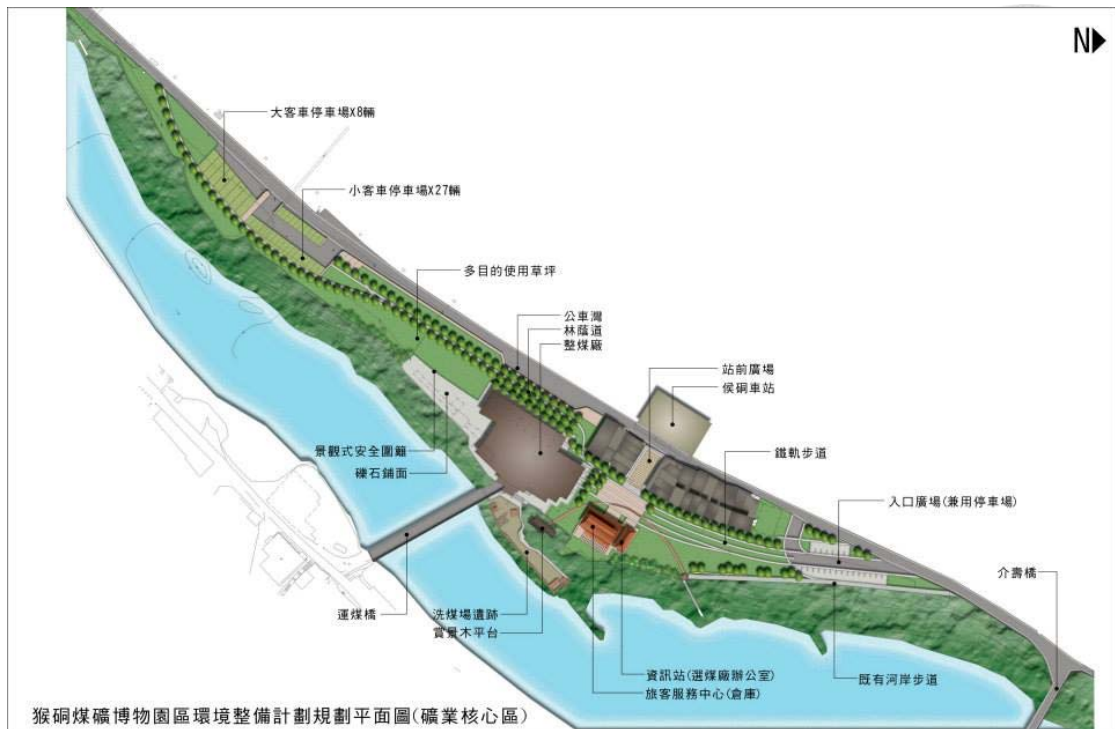 N
大客車停車場X8輛
小客車停車場X27輛
多目的使用草坪
公車灣
林蔭道
整煤廠
站前廣場
侯硐車站
景觀式安全圍籬
礫石鋪面
鐵軌步道
入口廣場(兼用停車場)
介壽橋
運煤橋
洗煤場遺跡
賞景木平台
資訊站(選煤廠辦公室)
旅客服務中心(倉庫)
既有河岸步道
猴硐煤礦博物園區環境整備計劃規劃平面圖(礦業核心區)